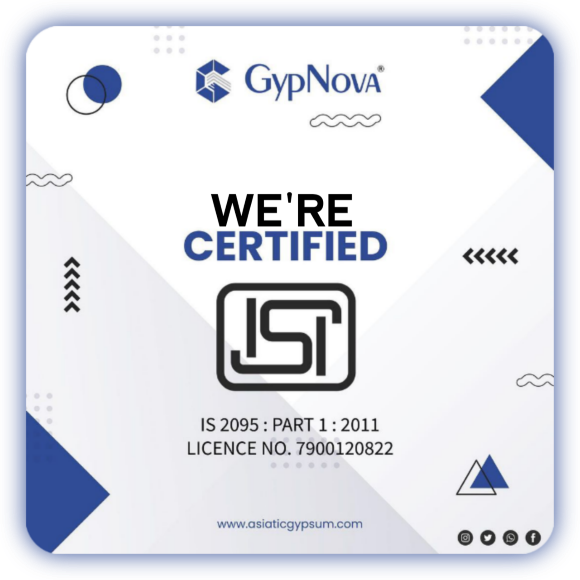 GYPNOVA®
WE'RE
CERTIFIED
ISI
IS 2095 : PART 1 : 2011
LICENCE NO. 7900120822
www.asiaticgypsum.com